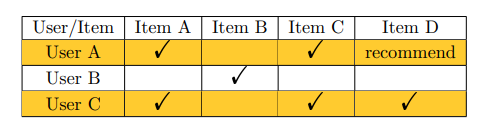 User/Item Item A Item B Item C Item D
User A ✓ ✓ recommend
User B ✓
User C ✓ ✓ ✓